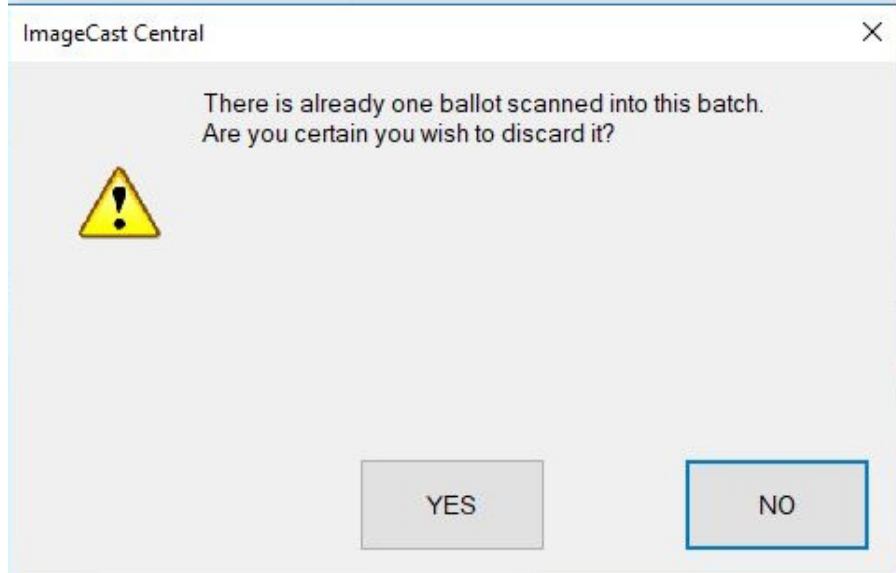 ImageCast Central
There is already one ballot scanned into this batch.
Are you certain you wish to discard it?
YES
NO